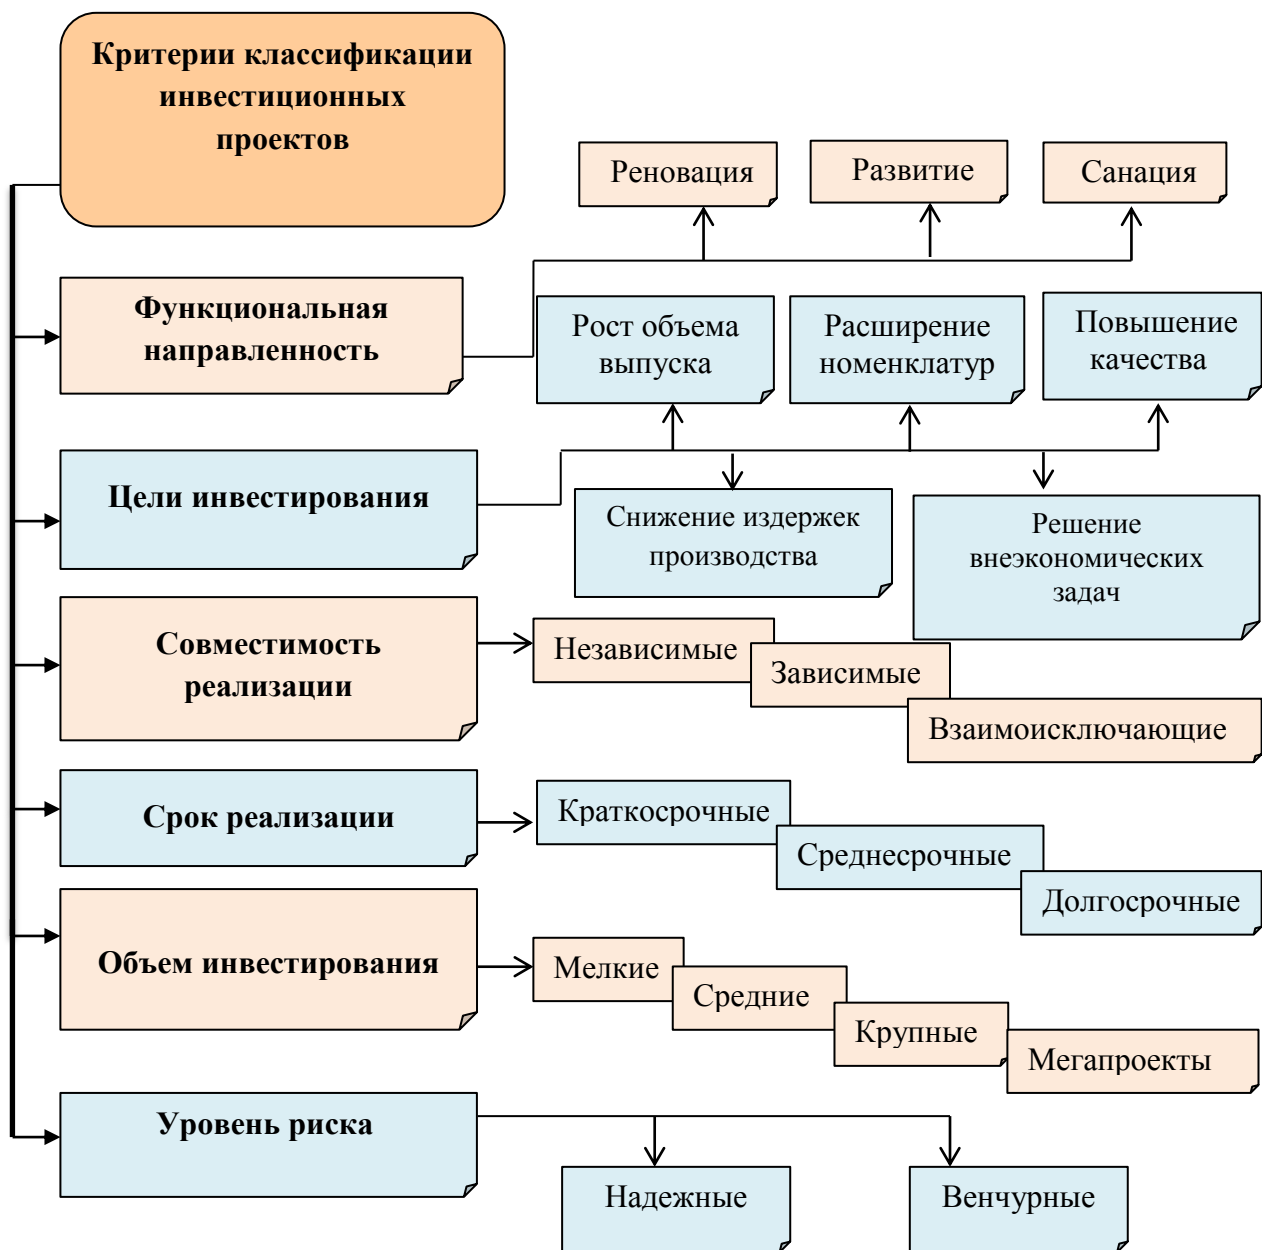 Критерии классификации
инвестиционных
проектов
Реновация
Развитие
Санация
Функциональная
направленность
Рост объема
выпуска
Расширение
номенклатур
Повышение
качества
Цели инвестирования
Снижение издержек
производства
Решение
внеэкономических
задач
Совместимость
реализации
Независимые
Зависимые
Взаимоисключающие
Срок реализации
Краткосрочные
Среднесрочные
Долгосрочные
Объем инвестирования
Мелкие
Средние
Крупные
Мегапроекты
Уровень риска
Надежные
Венчурные